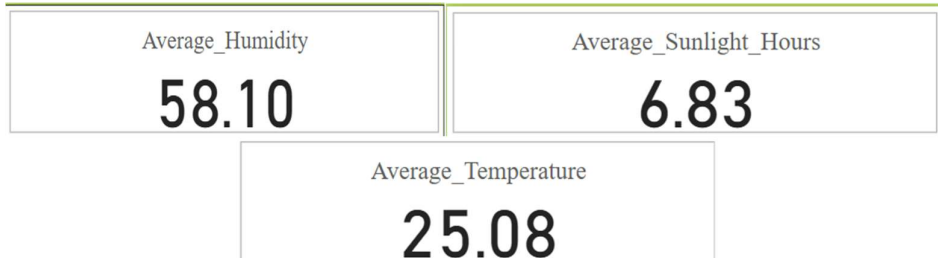 Average_Humidity
58.10
Average_Sunlight_Hours
6.83
Average_Temperature
25.08